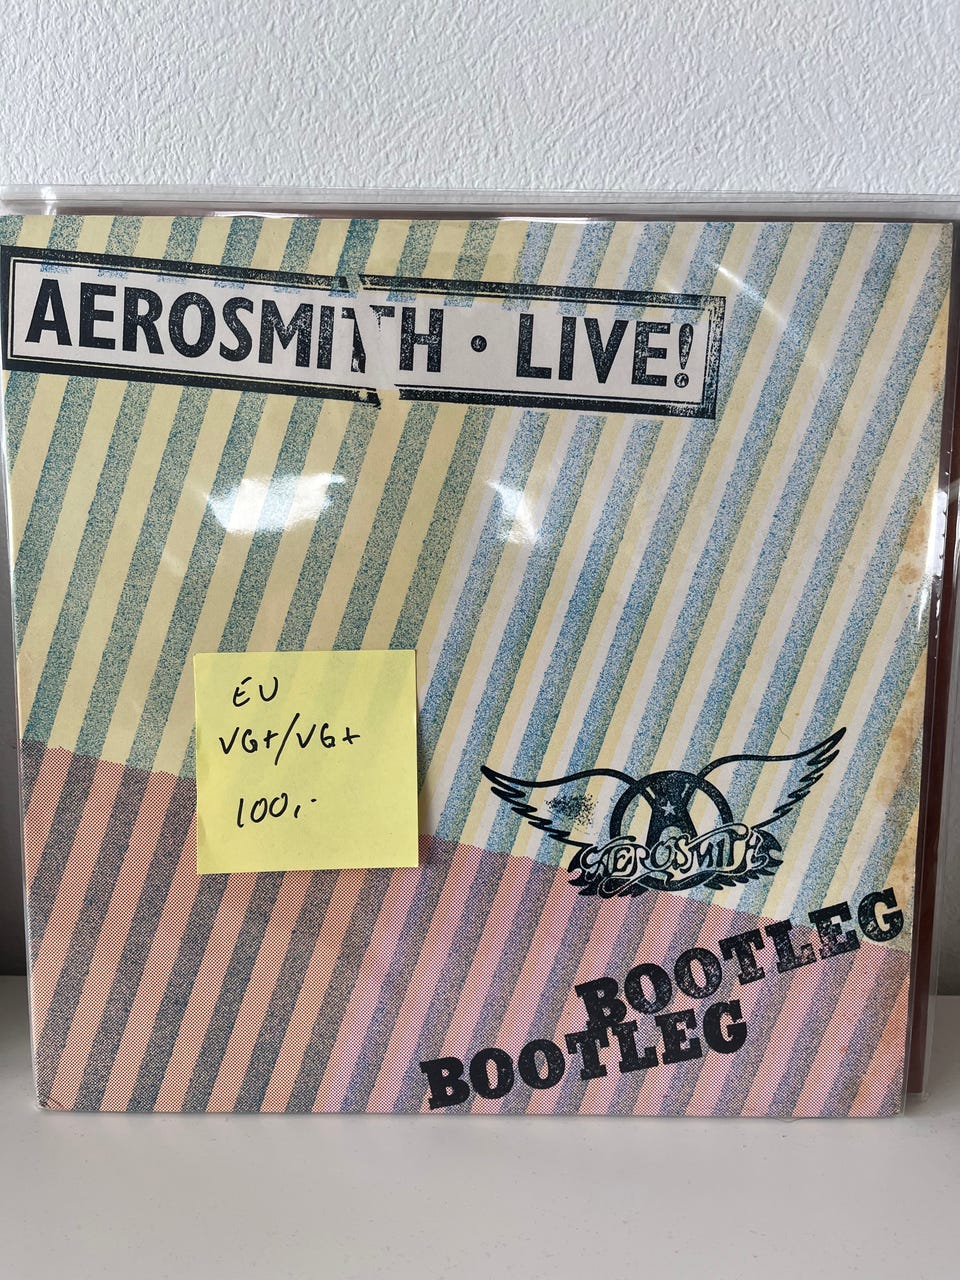 AEROSMITH • LIVE!
EU
VG+/VG+
100,-
AEROSMITH
BOOTLEG
BOOTLEG